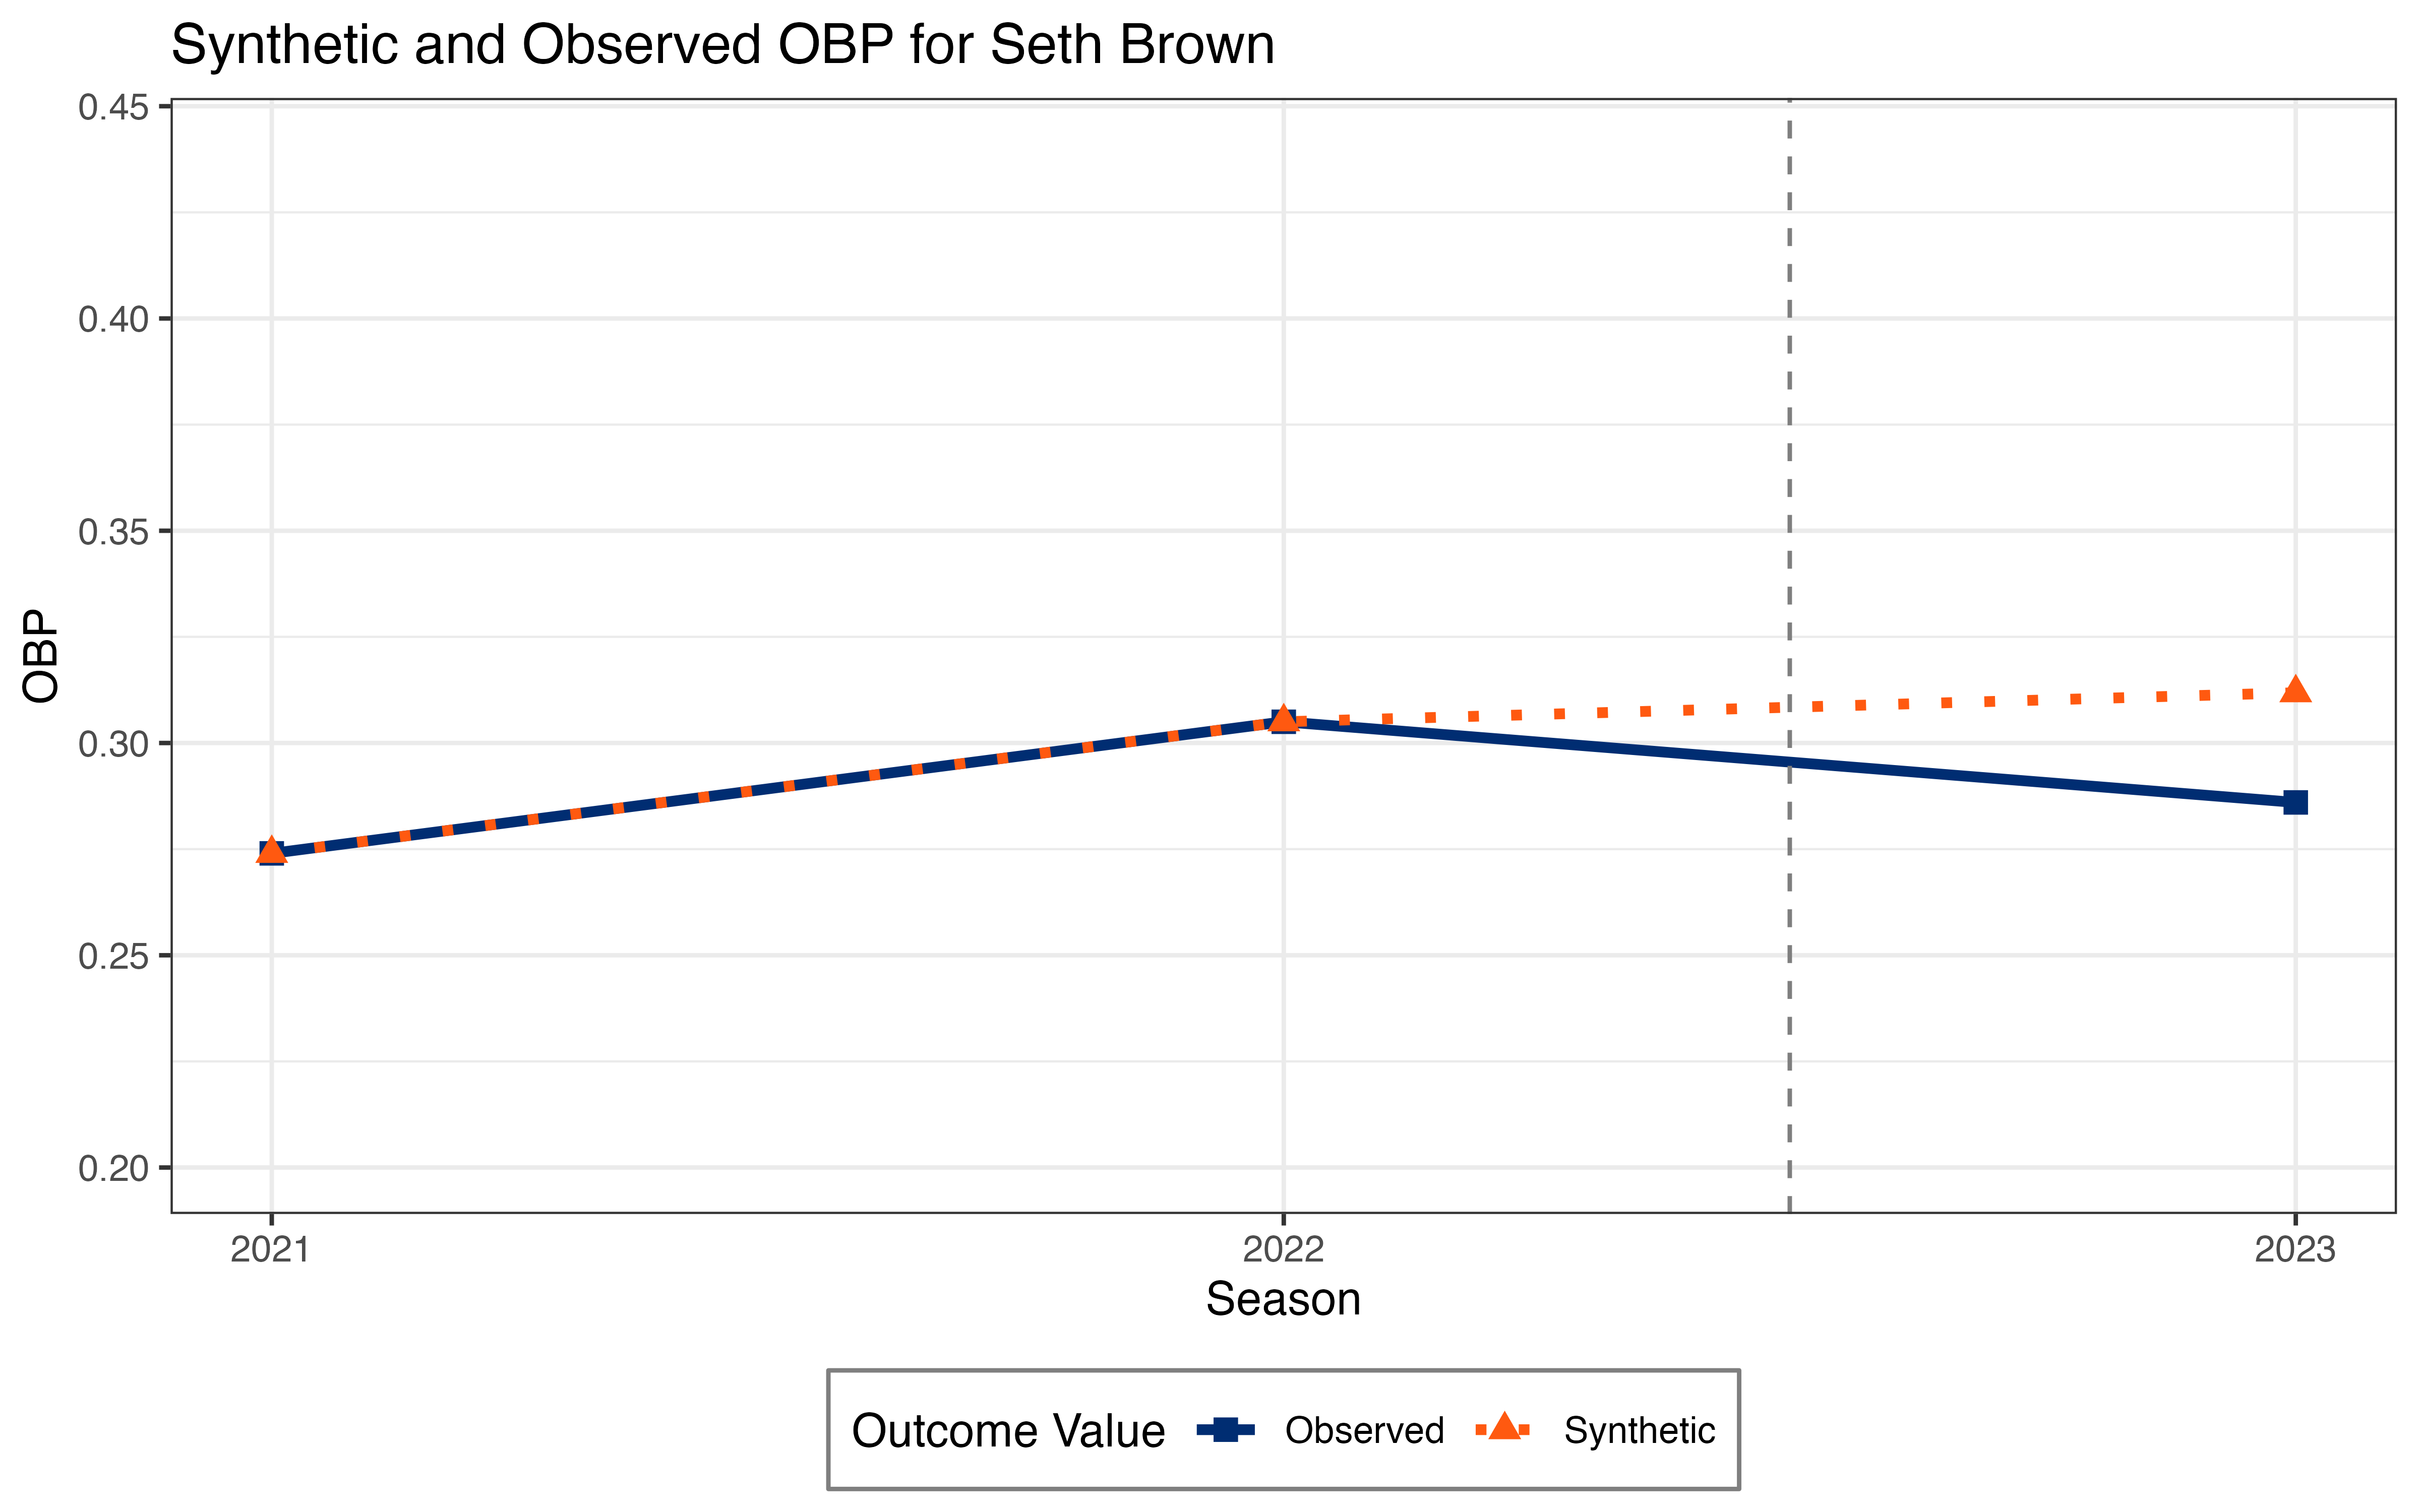 Synthetic and Observed OBP for Seth Brown
0.45
0.40
0.35
0.30
0.25
0.20
OBP
2021 2022 2023
Season
Outcome Value Observed Synthetic